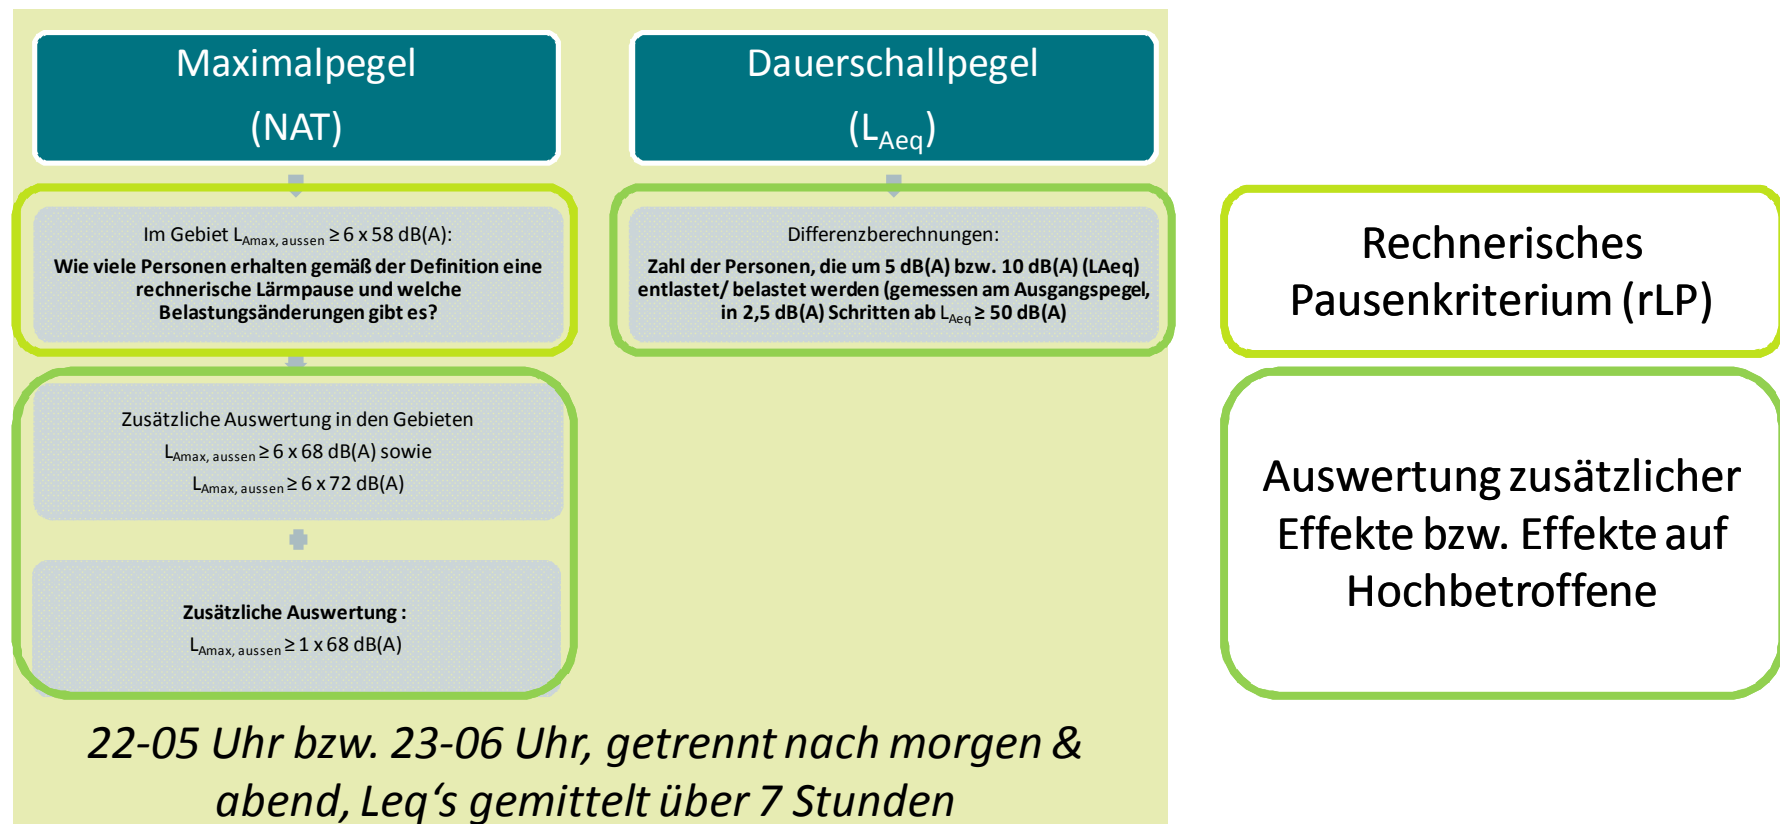 Maximalpegel
(NAT)
Im Gebiet LAmax, aussen ≥ 6 x 58 dB(A):
Wie viele Personen erhalten gemäß der Definition eine
rechnerische Lärmpause und welche
Belastungsänderungen gibt es?
Zusätzliche Auswertung in den Gebieten
LAmax, aussen ≥ 6 x 68 dB(A) sowie
LAmax, aussen ≥ 6 x 72 dB(A)
Zusätzliche Auswertung :
LAmax, aussen ≥ 1 x 68 dB(A)
Dauerschallpegel
(LAeq)
Differenzberechnungen:
Zahl der Personen, die um 5 dB(A) bzw. 10 dB(A) (LAeq)
entlastet/ belastet werden (gemessen am Ausgangspegel,
in 2,5 dB(A) Schritten ab LAeq ≥ 50 dB(A)
22-05 Uhr bzw. 23-06 Uhr, getrennt nach morgen &
abend, Leq‘s gemittelt über 7 Stunden
Rechnerisches
Pausenkriterium (rLP)
Auswertung zusätzlicher
Effekte bzw. Effekte auf
Hochbetroffene